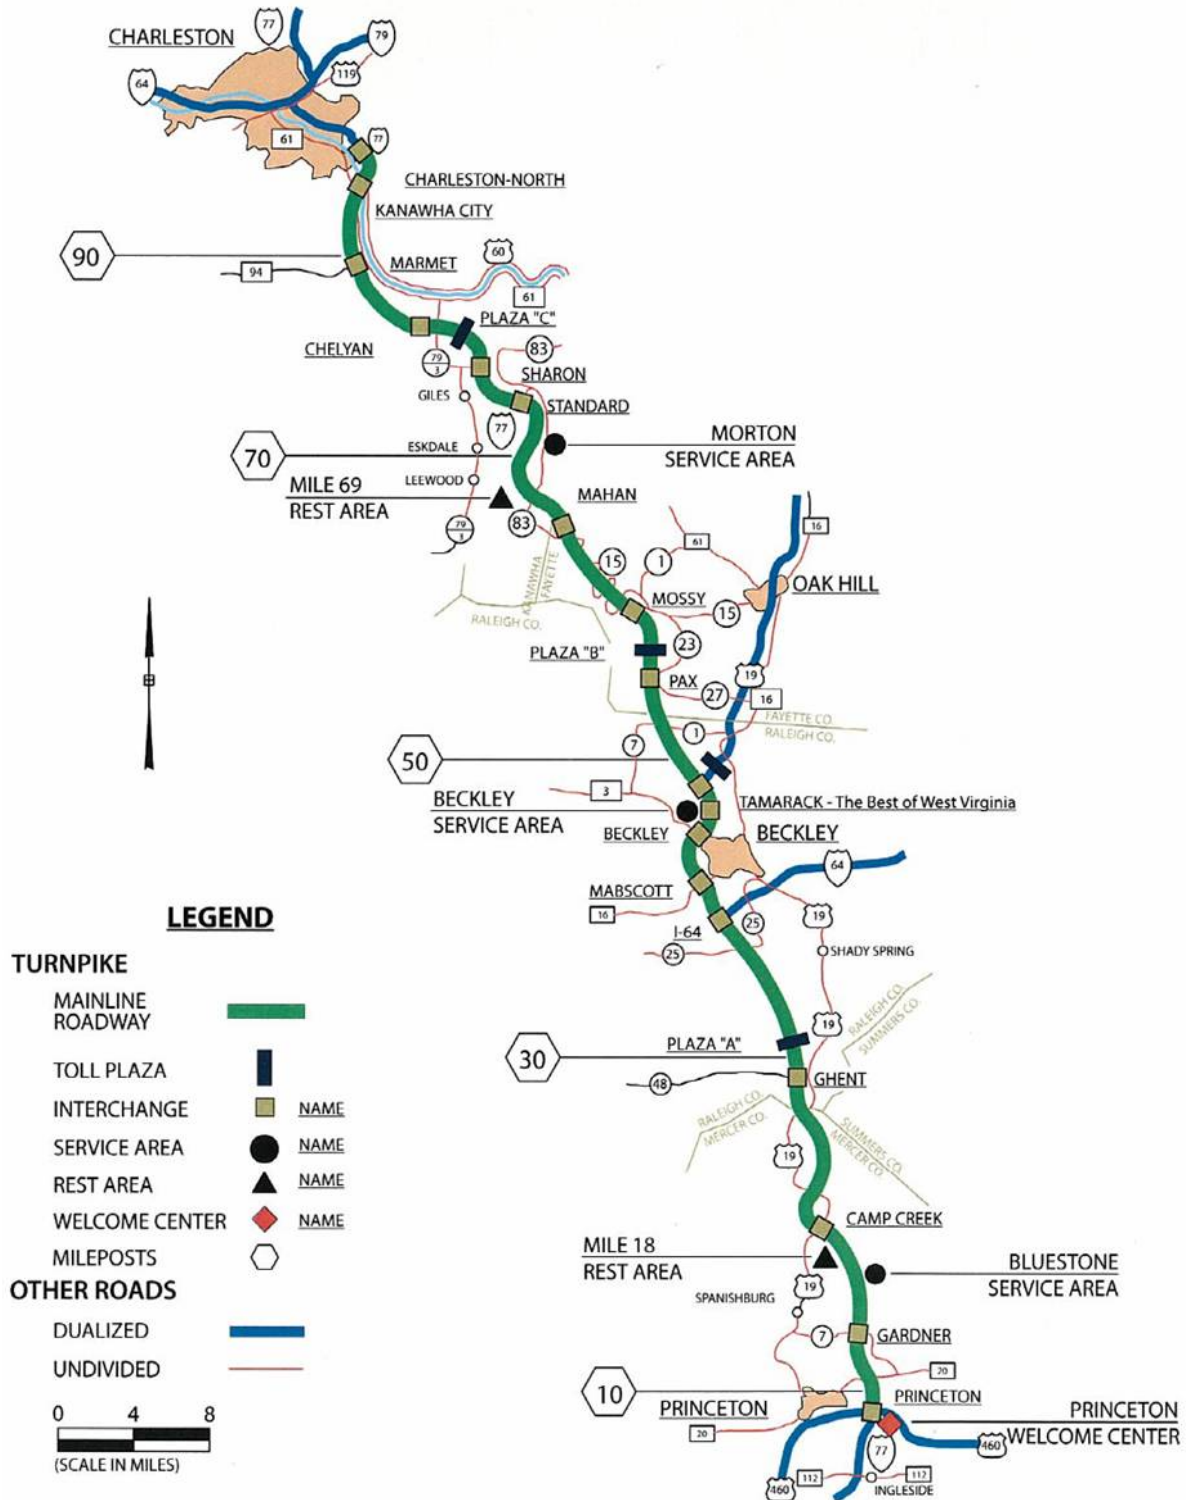 77
CHARLESTON
79
119
64
61
77
CHARLESTON-NORTH
KANAWHA CITY
90
94
MARMET
60
61
PLAZA "C"
CHELYAN
83
79
3
SHARON
GILES
STANDARD
77
MORTON
SERVICE AREA
70
ESKDALE
LEEWOOD
MILE 69
REST AREA
MAHAN
83
79
3
16
61
KANAWHA
FAYETTE
15
1
OAK HILL
MOSSY
15
RALEIGH CO.
23
PLAZA "B"
19
PAX
27
16
FAYETTE CO.
RALEIGH CO.
7
1
50
3
BECKLEY
SERVICE AREA
TAMARACK - The Best of West Virginia
BECKLEY
BECKLEY
64
MABSCOTT
16
19
25
I-64
25
SHADY SPRING
LEGEND
TURNPIKE
MAINLINE
ROADWAY
TOLL PLAZA
INTERCHANGE
NAME
SERVICE AREA
NAME
REST AREA
NAME
WELCOME CENTER
NAME
MILEPOSTS
OTHER ROADS
DUALIZED
UNDIVIDED
0 4 8
(SCALE IN MILES)
RALEIGH CO.
SUMMERS CO.
19
PLAZA "A"
30
48
GHENT
RALEIGH CO.
MERCER CO.
SUMMERS CO.
MERCER CO.
19
CAMP CREEK
MILE 18
REST AREA
BLUESTONE
SERVICE AREA
19
SPANISHBURG
7
GARDNER
20
10
PRINCETON
PRINCETON
20
PRINCETON
WELCOME CENTER
77
460
460
112
112
INGLESIDE